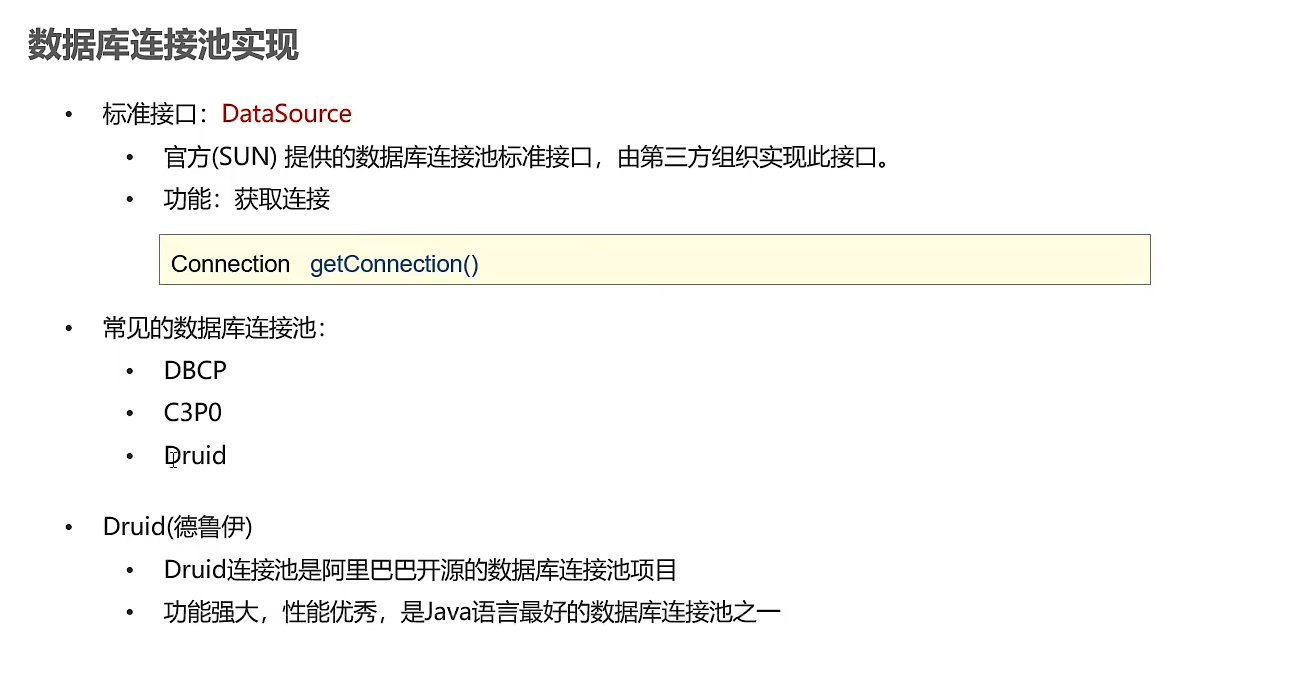 数据库连接池实现
• 标准接口：DataSource
• 官方(SUN) 提供的数据库连接池标准接口，由第三方组织实现此接口。
• 功能：获取连接
Connection getConnection()
• 常见的数据库连接池：
• DBCP
• C3P0
• Druid
• Druid(德鲁伊)
• Druid连接池是阿里巴巴开源的数据库连接池项目
• 功能强大，性能优秀，是Java语言最好的数据库连接池之一